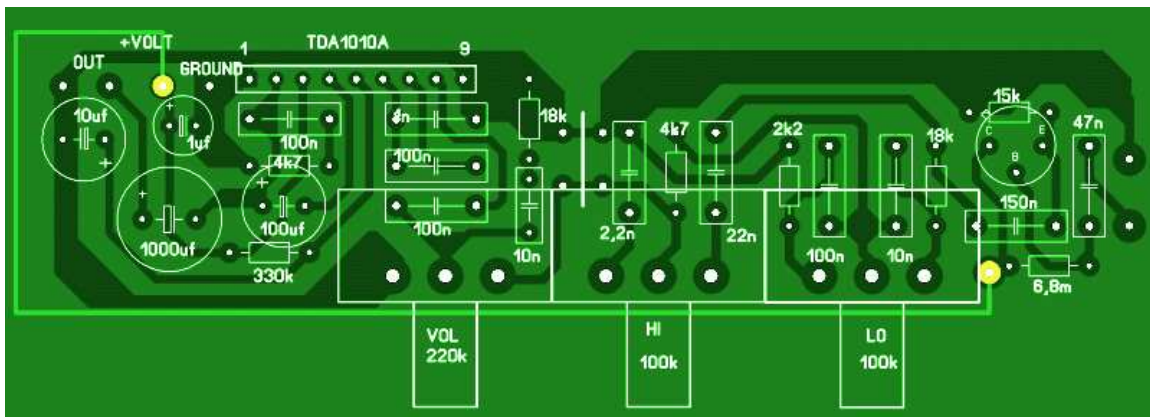 +VOLT
TDA1010A
OUT
1
9
GROUND
10uf
1uf
100n
4k7
100uf
1000uf
330k
4n
100n
100n
18k
10n
2,2n
4k7
22n
2k2
100n
10n
18k
15k
C
E
B
47n
150n
6,8m
VOL
220k
HI
100k
LO
100k